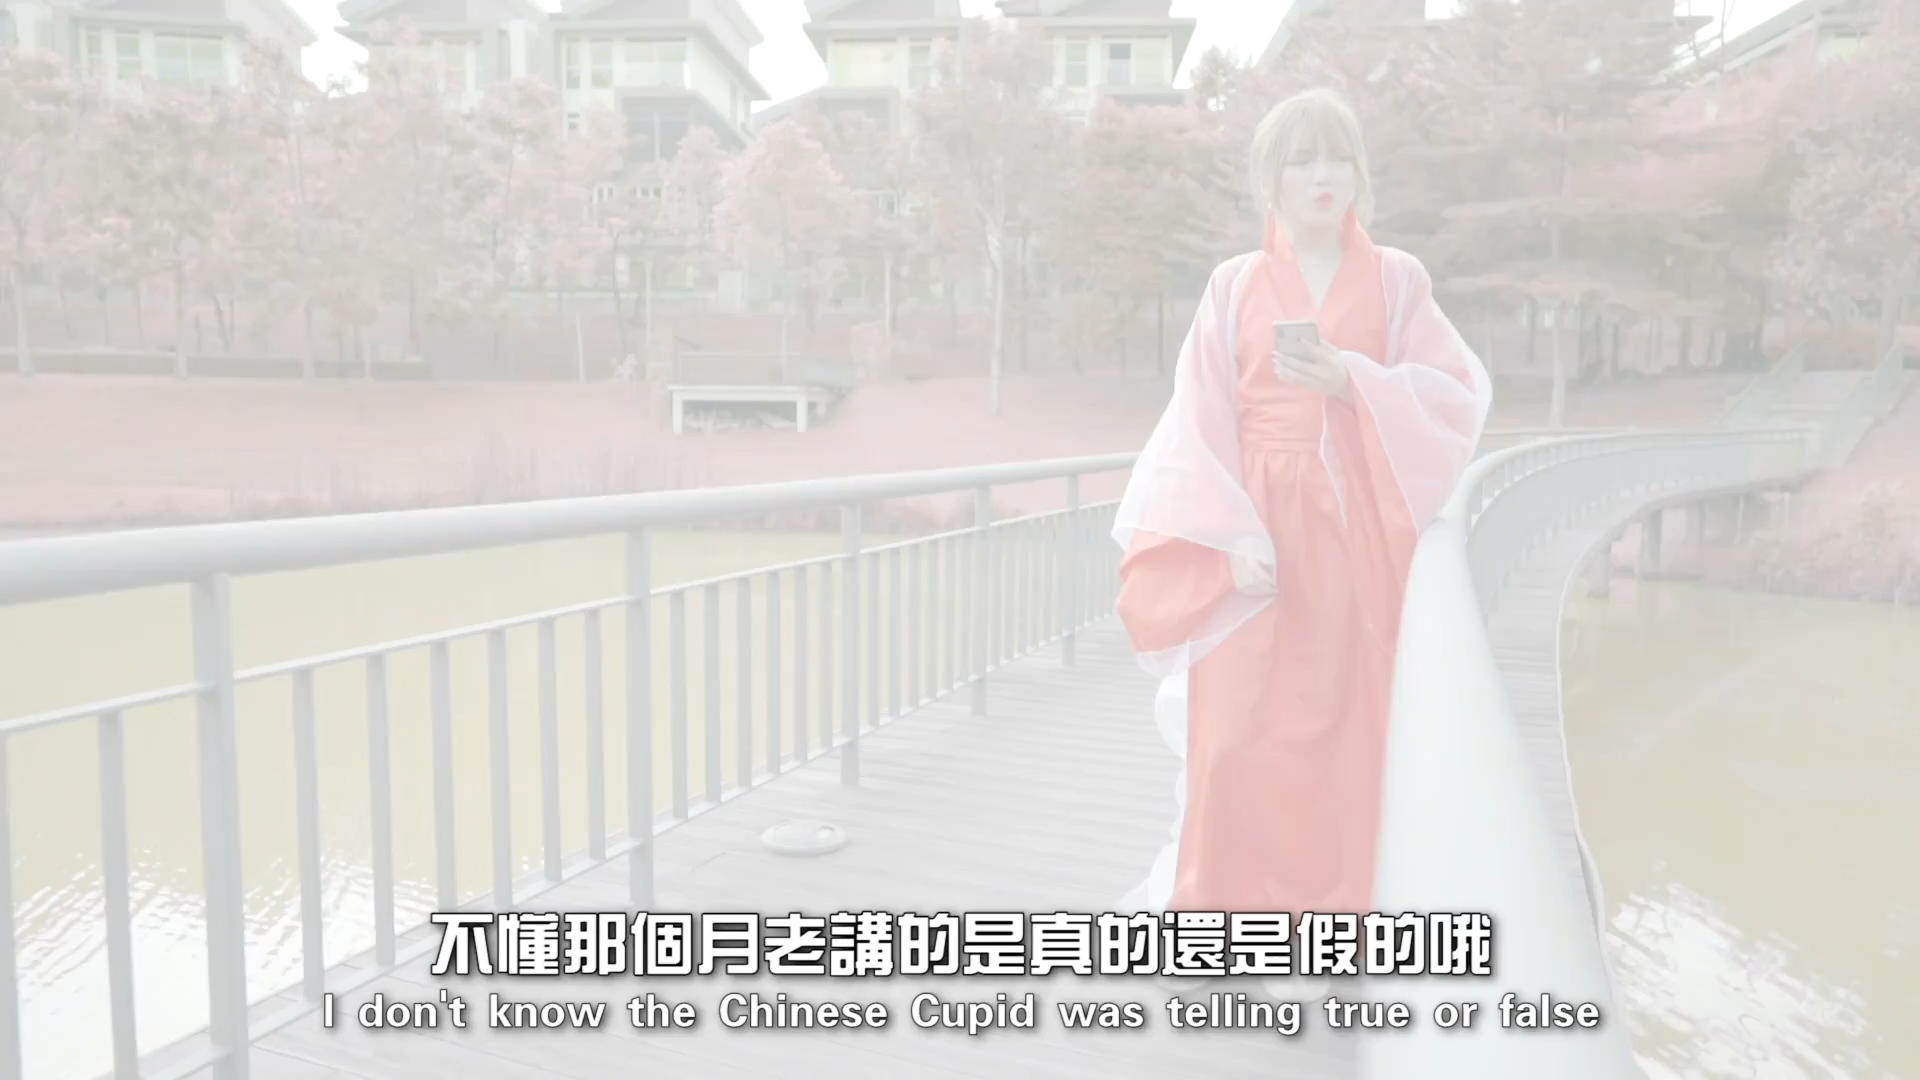 不懂那個月老講的是真的還是假的哦
I don't know the Chinese Cupid was telling true or false